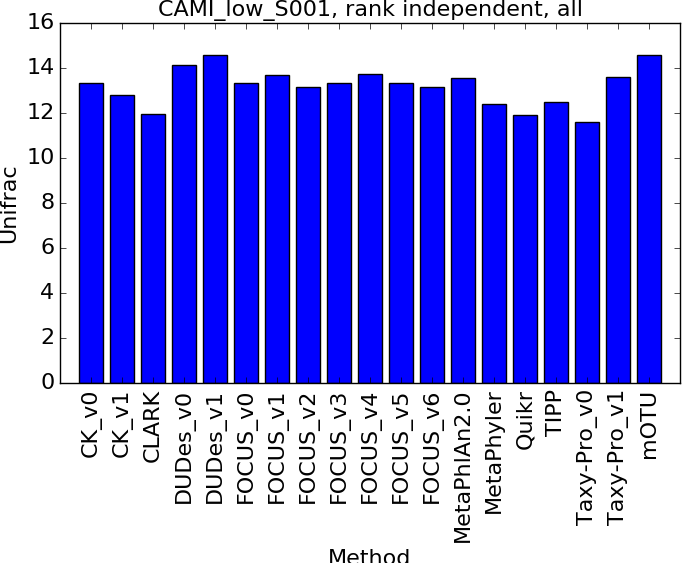 CAMI_low_S001, rank independent, all
16
14
12
10
8
6
4
2
0
Unifrac
CK_v0
CK_v1
CLARK
DUDes_v0
DUDes_v1
FOCUS_v0
FOCUS_v1
FOCUS_v2
FOCUS_v3
FOCUS_v4
FOCUS_v5
FOCUS_v6
MetaPhlAn2.0
MetaPhyler
Quikr
TIPP
Taxy-Pro_v0
Taxy-Pro_v1
mOTU
Method